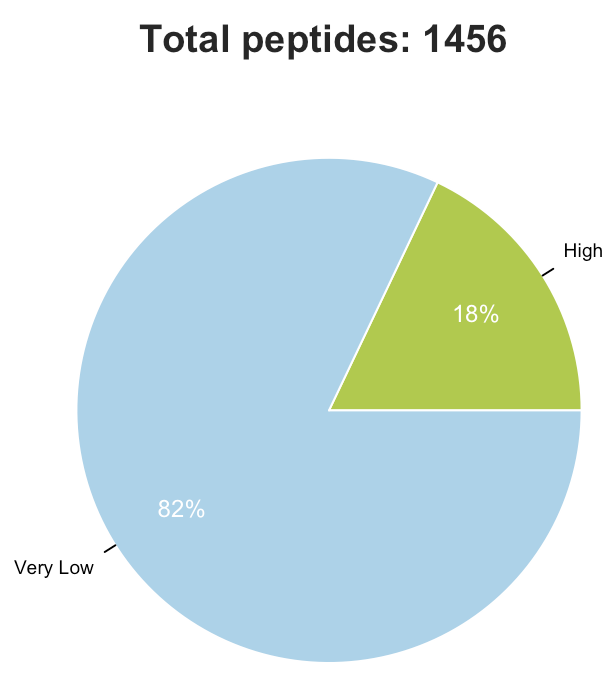 Total peptides: 1456
High
18%
82%
Very Low